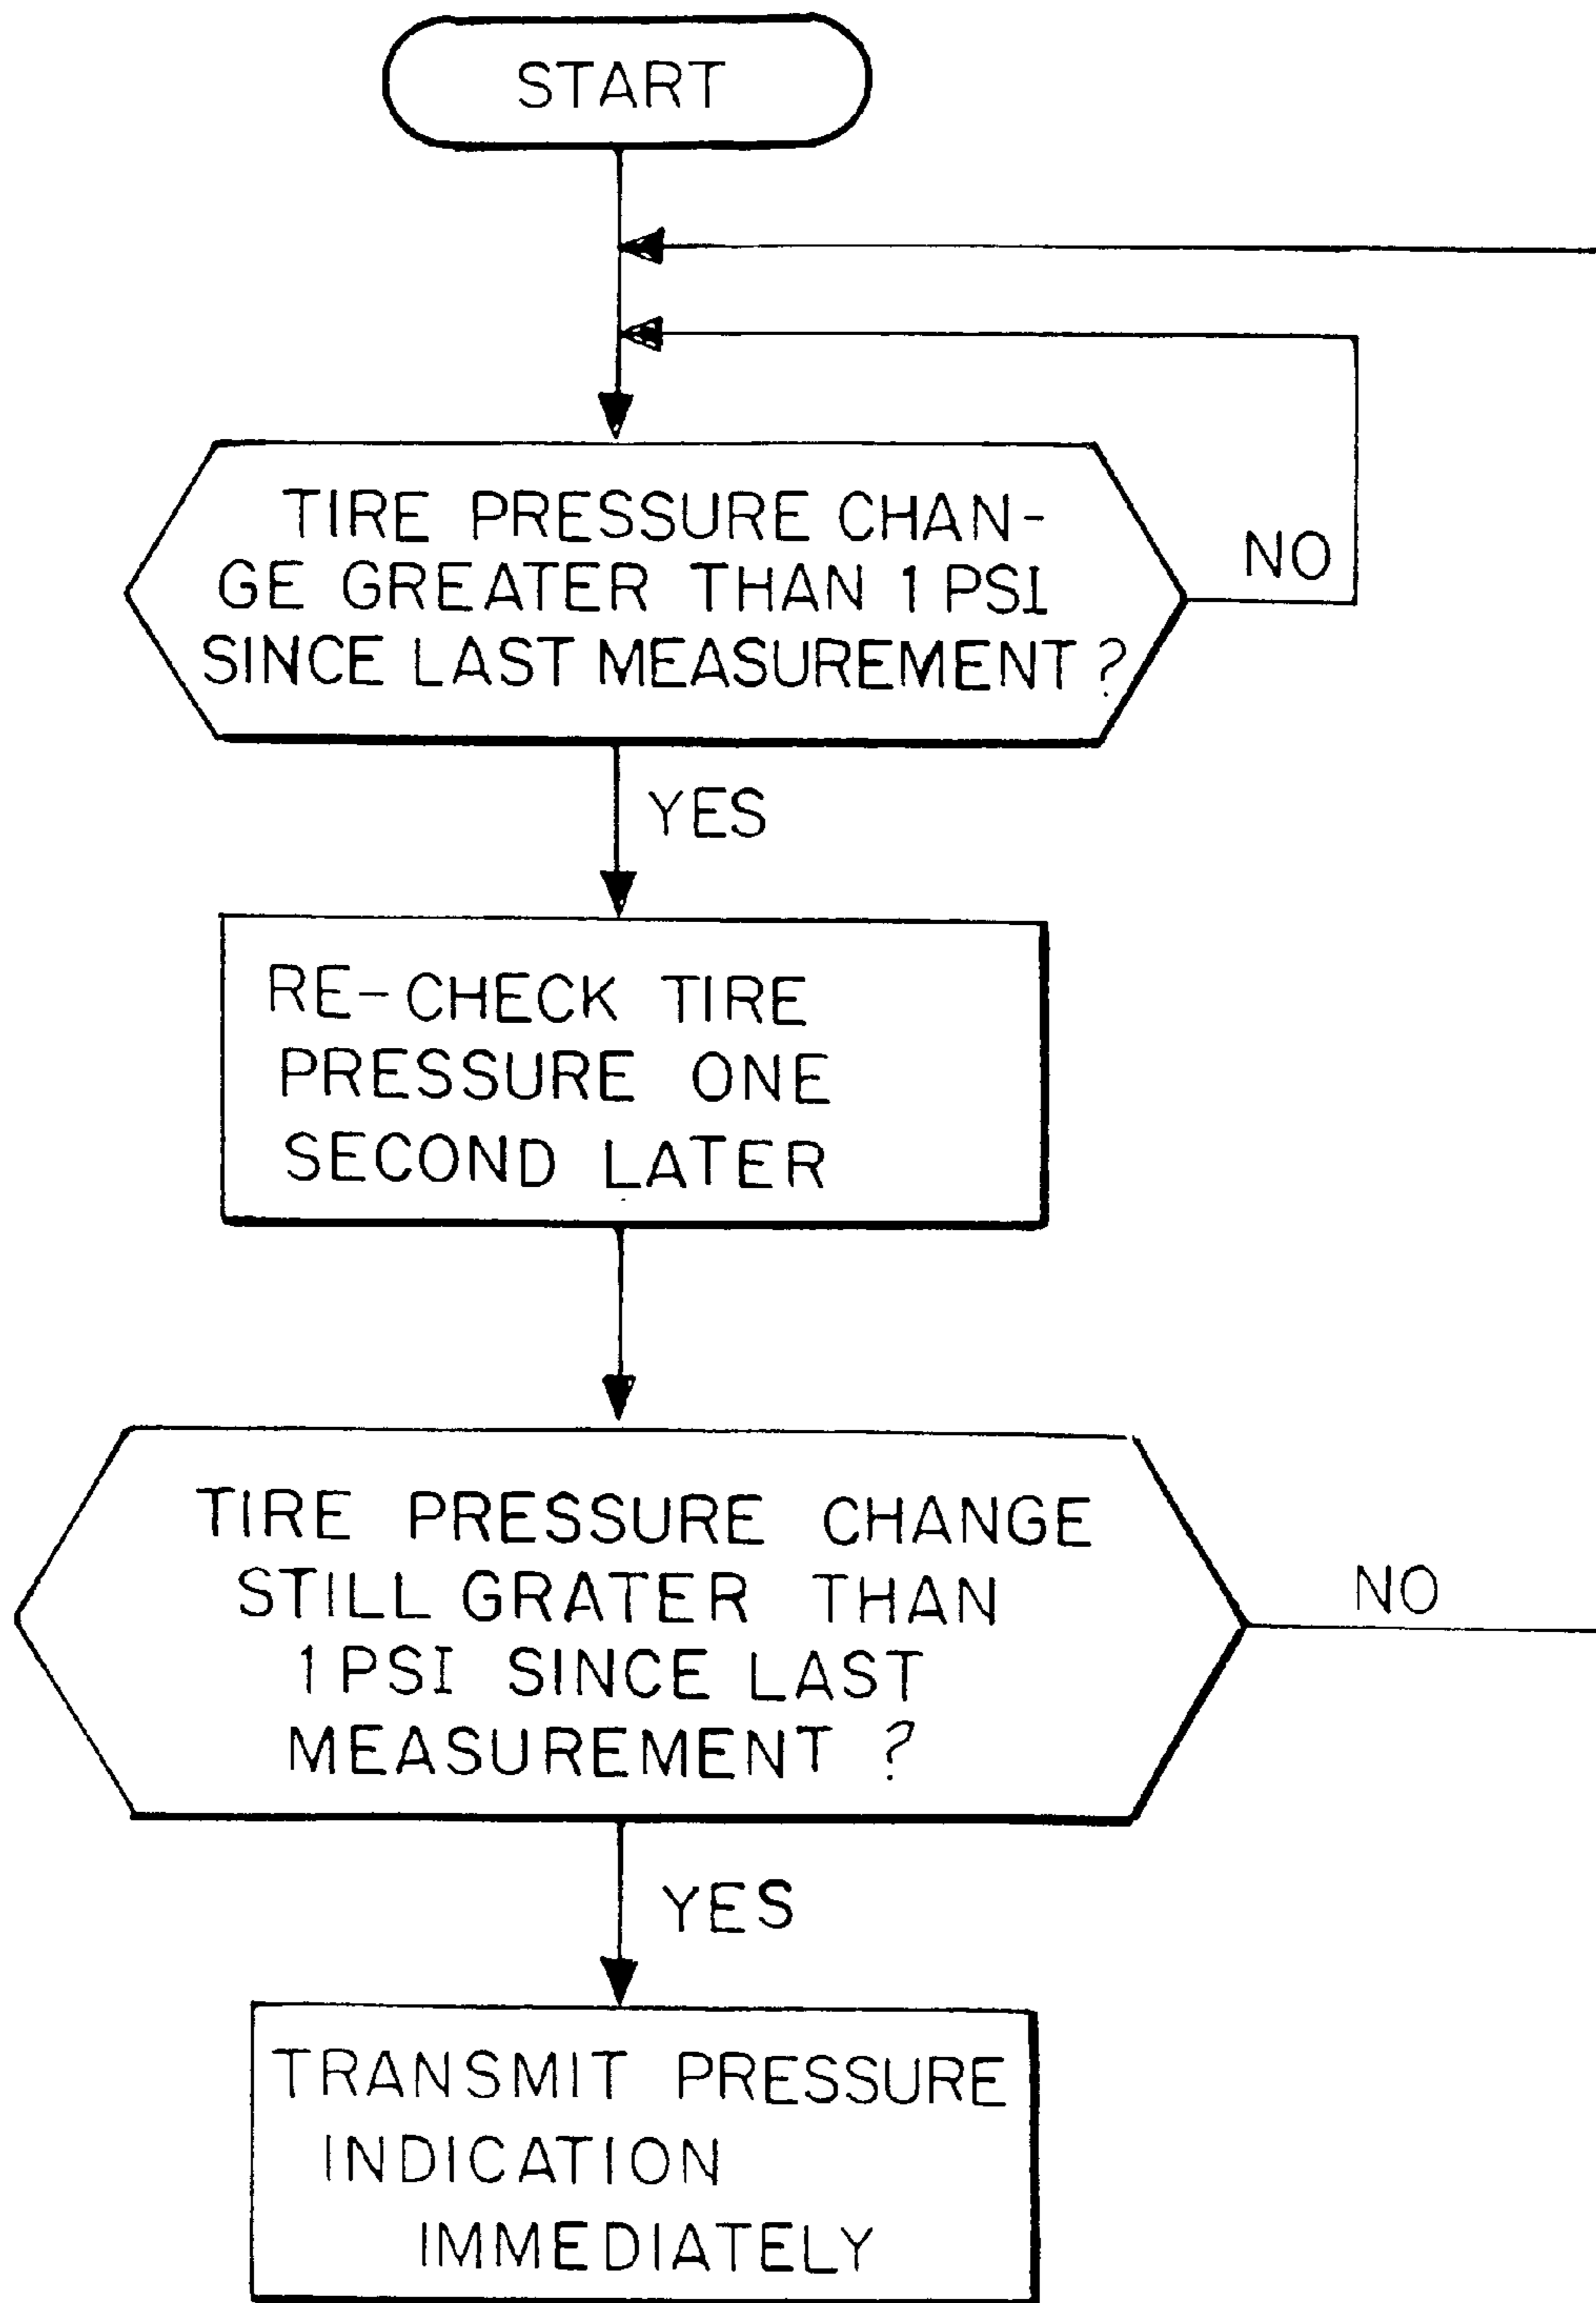 START
TIRE PRESSURE CHAN-
GE GREATER THAN 1 PSI
SINCE LAST MEASUREMENT ?
NO
YES
RE-CHECK TIRE
PRESSURE ONE
SECOND LATER
TIRE PRESSURE CHANGE
STILL GRATER THAN
1 PSI SINCE LAST
MEASUREMENT ?
NO
YES
TRANSMIT PRESSURE
INDICATION
IMMEDIATELY